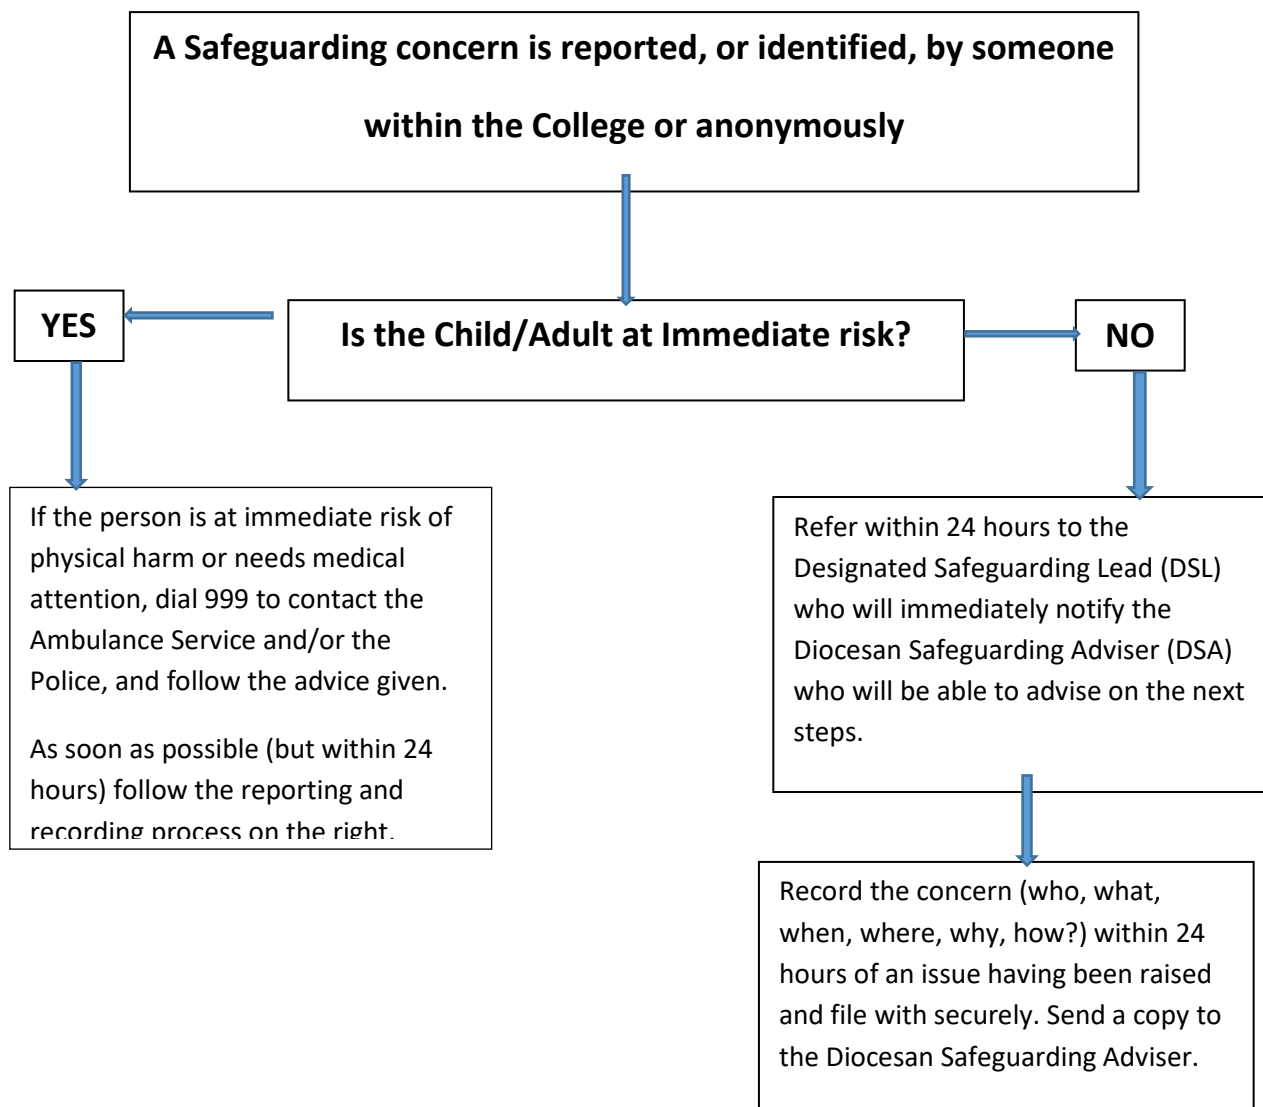 A Safeguarding concern is reported, or identified, by someone
within the College or anonymously
YES
Is the Child/Adult at Immediate risk?
NO
If the person is at immediate risk of
physical harm or needs medical
attention, dial 999 to contact the
Ambulance Service and/or the
Police, and follow the advice given.
As soon as possible (but within 24
hours) follow the reporting and
recording process on the right.
Refer within 24 hours to the
Designated Safeguarding Lead (DSL)
who will immediately notify the
Diocesan Safeguarding Adviser (DSA)
who will be able to advise on the next
steps.
Record the concern (who, what,
when, where, why, how?) within 24
hours of an issue having been raised
and file with securely. Send a copy to
the Diocesan Safeguarding Adviser.